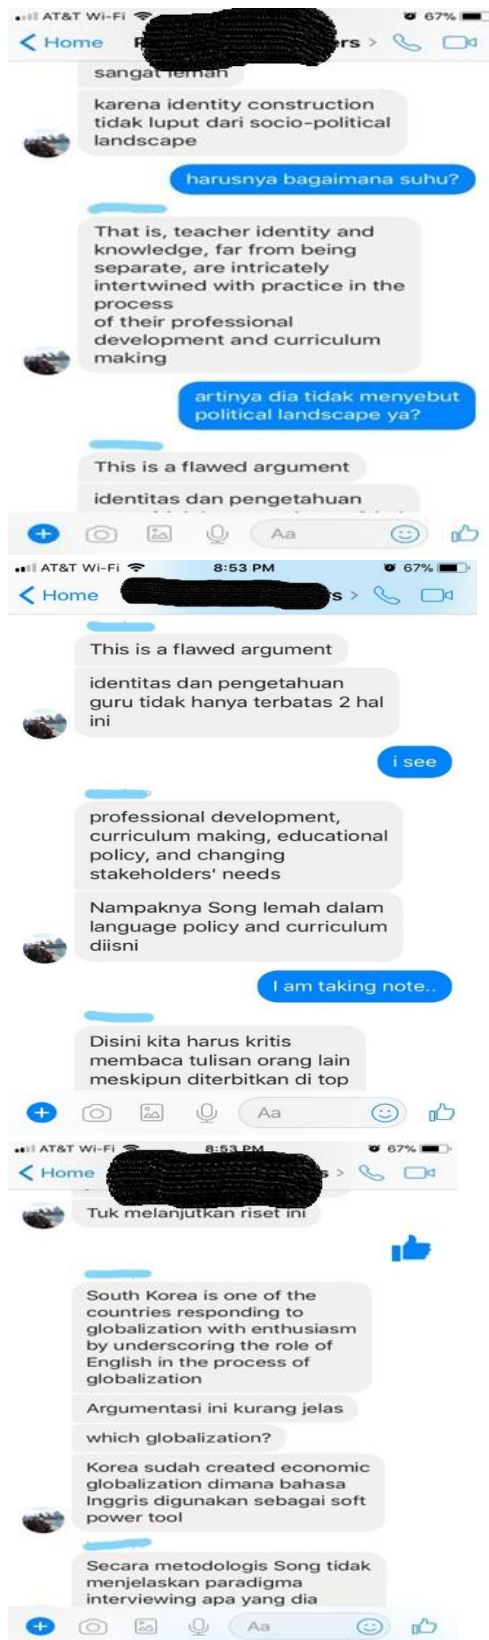 AT&T Wi-Fi 67%
Home ers >
sangat lemah
karena identity construction
tidak luput dari socio-political
landscape
harusnya bagaimana suhu?
That is, teacher identity and
knowledge, far from being
separate, are intricately
intertwined with practice in the
process
of their professional
development and curriculum
making
artinya dia tidak menyebut
political landscape ya?
This is a flawed argument
identitas dan pengetahuan
Aa
AT&T Wi-Fi 8:53 PM 67%
Home s >
This is a flawed argument
identitas dan pengetahuan
guru tidak hanya terbatas 2 hal
ini
i see
professional development,
curriculum making, educational
policy, and changing
stakeholders' needs
Nampaknya Song lemah dalam
language policy and curriculum
diisni
I am taking note..
Disini kita harus kritis
membaca tulisan orang lain
meskipun diterbitkan di top
Aa
AT&T Wi-Fi 8:53 PM 67%
Home s >
Tuk melanjutkan riset ini
South Korea is one of the
countries responding to
globalization with enthusiasm
by underscoring the role of
English in the process of
globalization
Argumentasi ini kurang jelas
which globalization?
Korea sudah created economic
globalization dimana bahasa
Inggris digunakan sebagai soft
power tool
Secara metodologis Song tidak
menjelaskan paradigma
interviewing apa yang dia
Aa